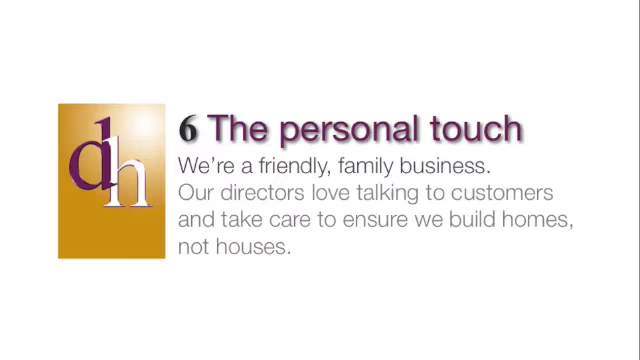 dh
6 The personal touch
We're a friendly, family business.
Our directors love talking to customers
and take care to ensure we build homes,
not houses.